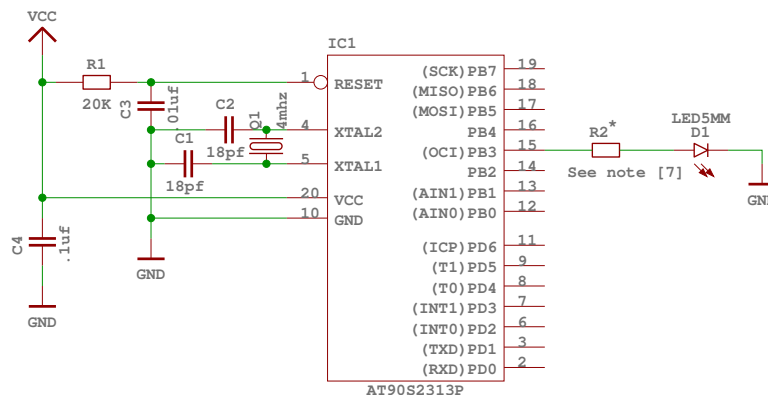 VCC
IC1
R1
20K
C3
.01uf
C2
18pf
Q1
4mhz
C1
18pf
1
4
5
20
10
RESET
XTAL2
XTAL1
VCC
GND
(SCK)PB7 19
(MISO)PB6 18
(MOSI)PB5 17
PB4 16
(OCI)PB3 15
PB2 14
(AIN1)PB1 13
(AIN0)PB0 12
(ICP)PD6 11
(T1)PD5 9
(T0)PD4 8
(INT1)PD3 7
(INT0)PD2 6
(TXD)PD1 3
(RXD)PD0 2
AT90S2313P
R2*
See note [7]
LED5MM
D1
GND
C4
.1uf
GND
GND